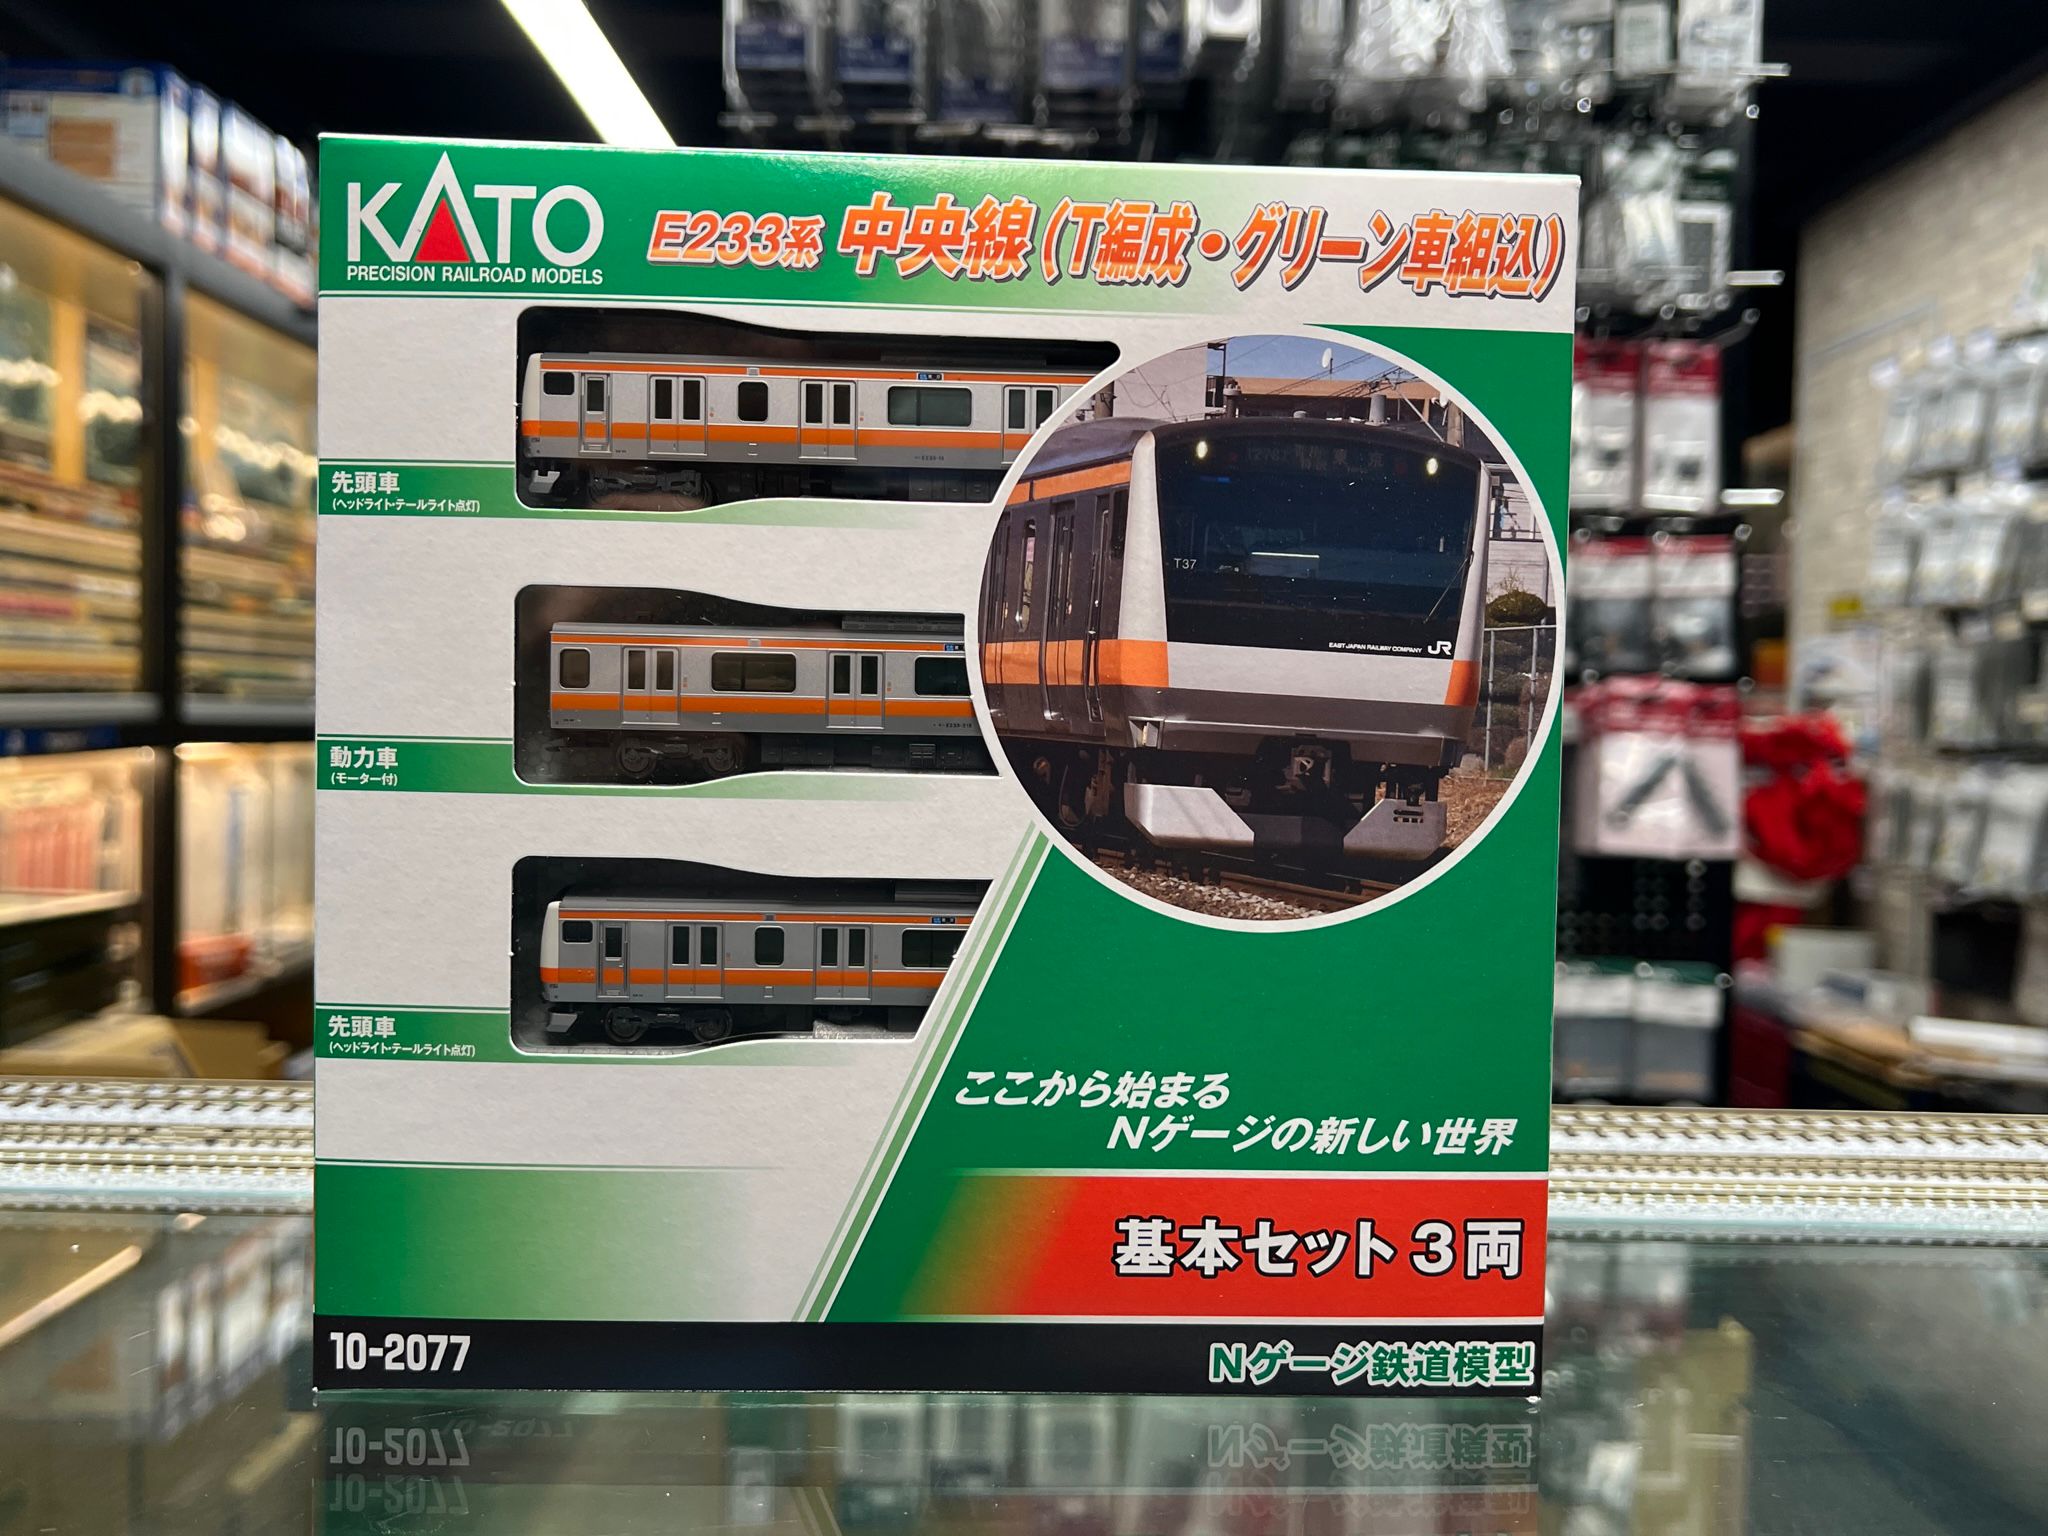 KATO
PRECISION RAILROAD MODELS
E233系 中央線(T編成・グリーン車組込)
先頭車
(ヘッドライト・テールライト点灯)
T37
EAST JAPAN RAILWAY COMPANY JR
動力車
(モーター付)
先頭車
(ヘッドライト・テールライト点灯)
ここから始まる
Nゲージの新しい世界
基本セット3両
10-2077
Nゲージ鉄道模型